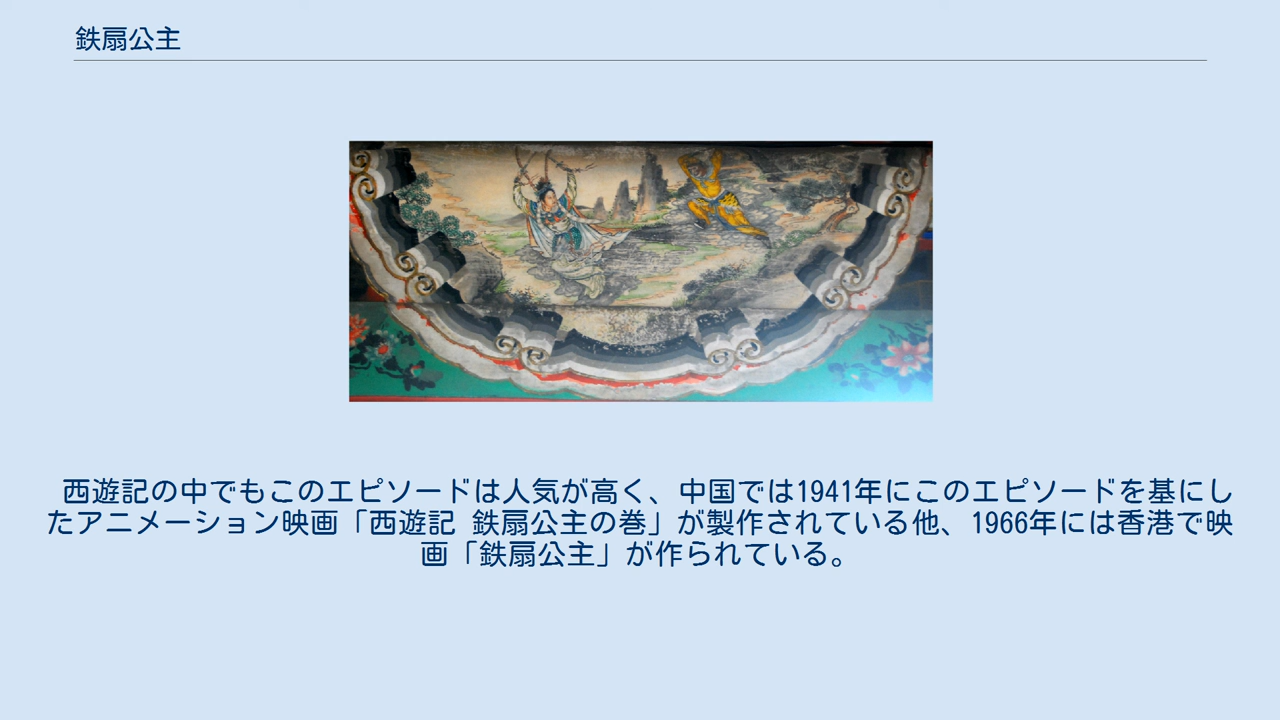 鉄扇公主
西遊記の中でもこのエピソードは人気が高く、中国では1941年にこのエピソードを基にし
たアニメーション映画「西遊記 鉄扇公主の巻」が製作されている他、1966年には香港で映
画「鉄扇公主」が作られている。